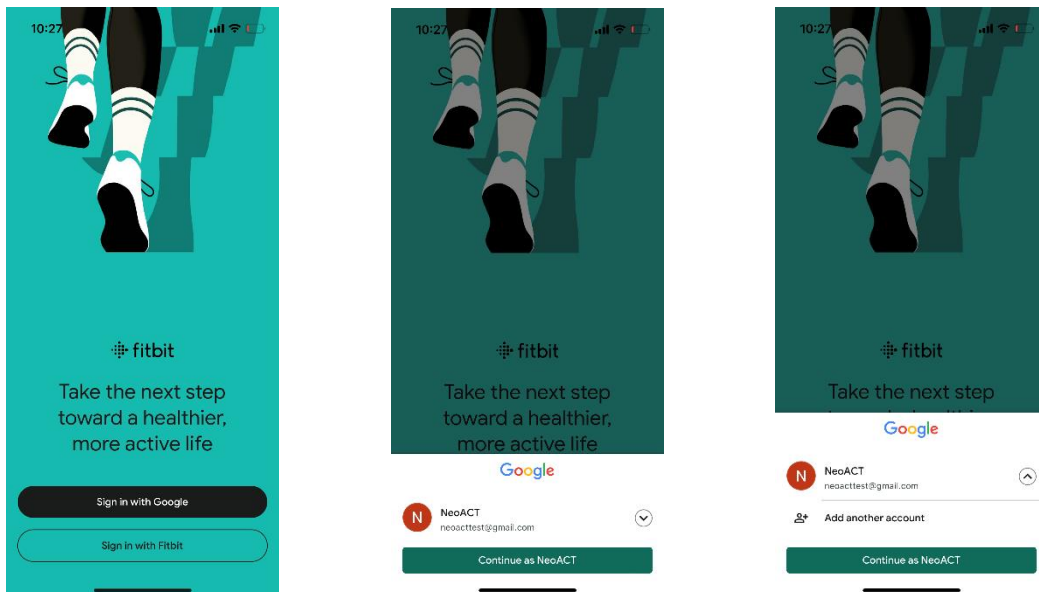 10:27
fitbit
Take the next step
toward a healthier,
more active life
Sign in with Google
Sign in with Fitbit
10:27
fitbit
Take the next step
toward a healthier,
more active life
Google
N
NeoACT
neoacttest@gmail.com
Continue as NeoACT
10:27
fitbit
Take the next step
Google
N
NeoACT
neoacttest@gmail.com
Add another account
Continue as NeoACT